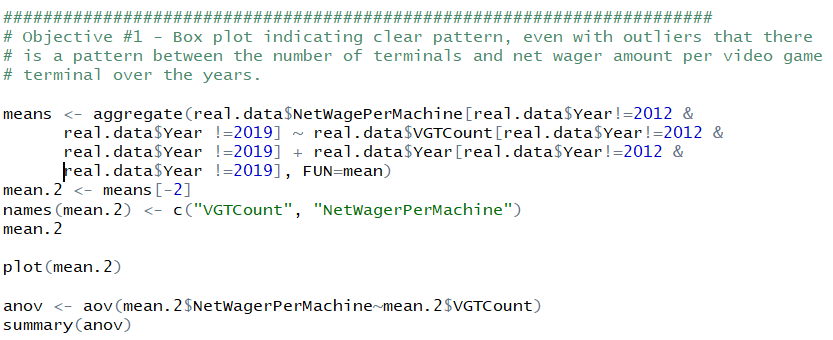 #######################################################################
# Objective #1 - Box plot indicating clear pattern, even with outliers that there
# is a pattern between the number of terminals and net wager amount per video game
# terminal over the years.
means <- aggregate(real.data$NetWagePerMachine[real.data$Year!=2012 &
real.data$Year !=2019] ~ real.data$VGTCount[real.data$Year!=2012 &
real.data$Year !=2019] + real.data$Year[real.data$Year!=2012 &
real.data$Year !=2019], FUN=mean)
mean.2 <- means[-2]
names(mean.2) <- c("VGTCount", "NetWagerPerMachine")
mean.2
plot(mean.2)
anov <- aov(mean.2$NetWagerPerMachine~mean.2$VGTCount)
summary(anov)